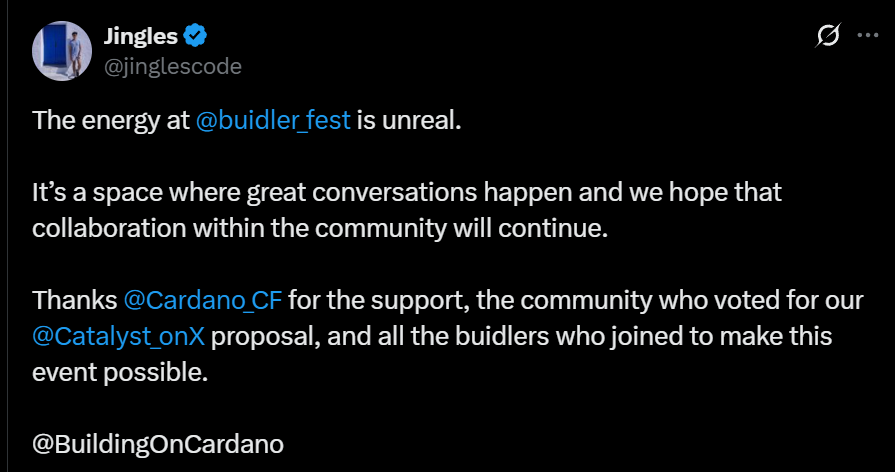 Jingles
@jinglescode
The energy at @buidler_fest is unreal.
It’s a space where great conversations happen and we hope that
collaboration within the community will continue.
Thanks @Cardano_CF for the support, the community who voted for our
@Catalyst_onX proposal, and all the buidlers who joined to make this
event possible.
@BuildingOnCardano